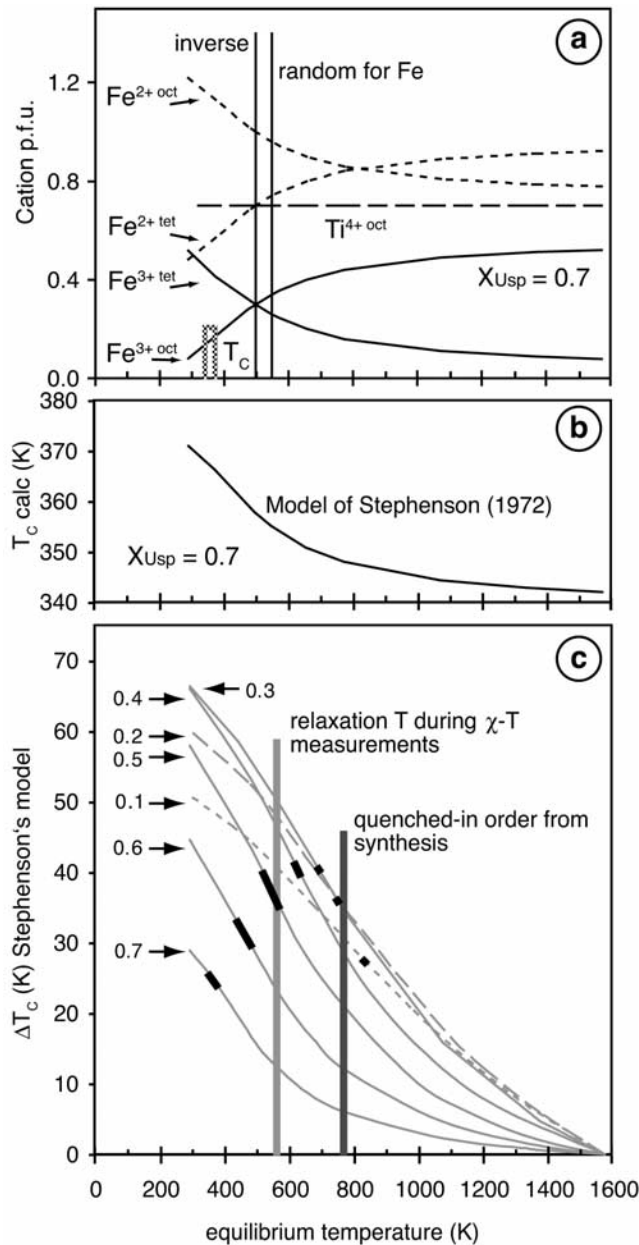 a
inverse
random for Fe
1.2
0.8
0.4
0.0
Cation p.f.u.
Fe2+ oct
Fe2+ tet
Fe3+ tet
Fe3+ oct
Ti4+ oct
XUsp = 0.7
TC
b
380
370
360
350
340
TC calc (K)
Model of Stephenson (1972)
XUsp = 0.7
c
70
60
50
40
30
20
10
0
ΔTC (K) Stephenson's model
0.4
0.3
0.2
0.5
0.1
0.6
0.7
relaxation T during χ-T
measurements
quenched-in order from
synthesis
0 200 400 600 800 1000 1200 1400 1600
equilibrium temperature (K)